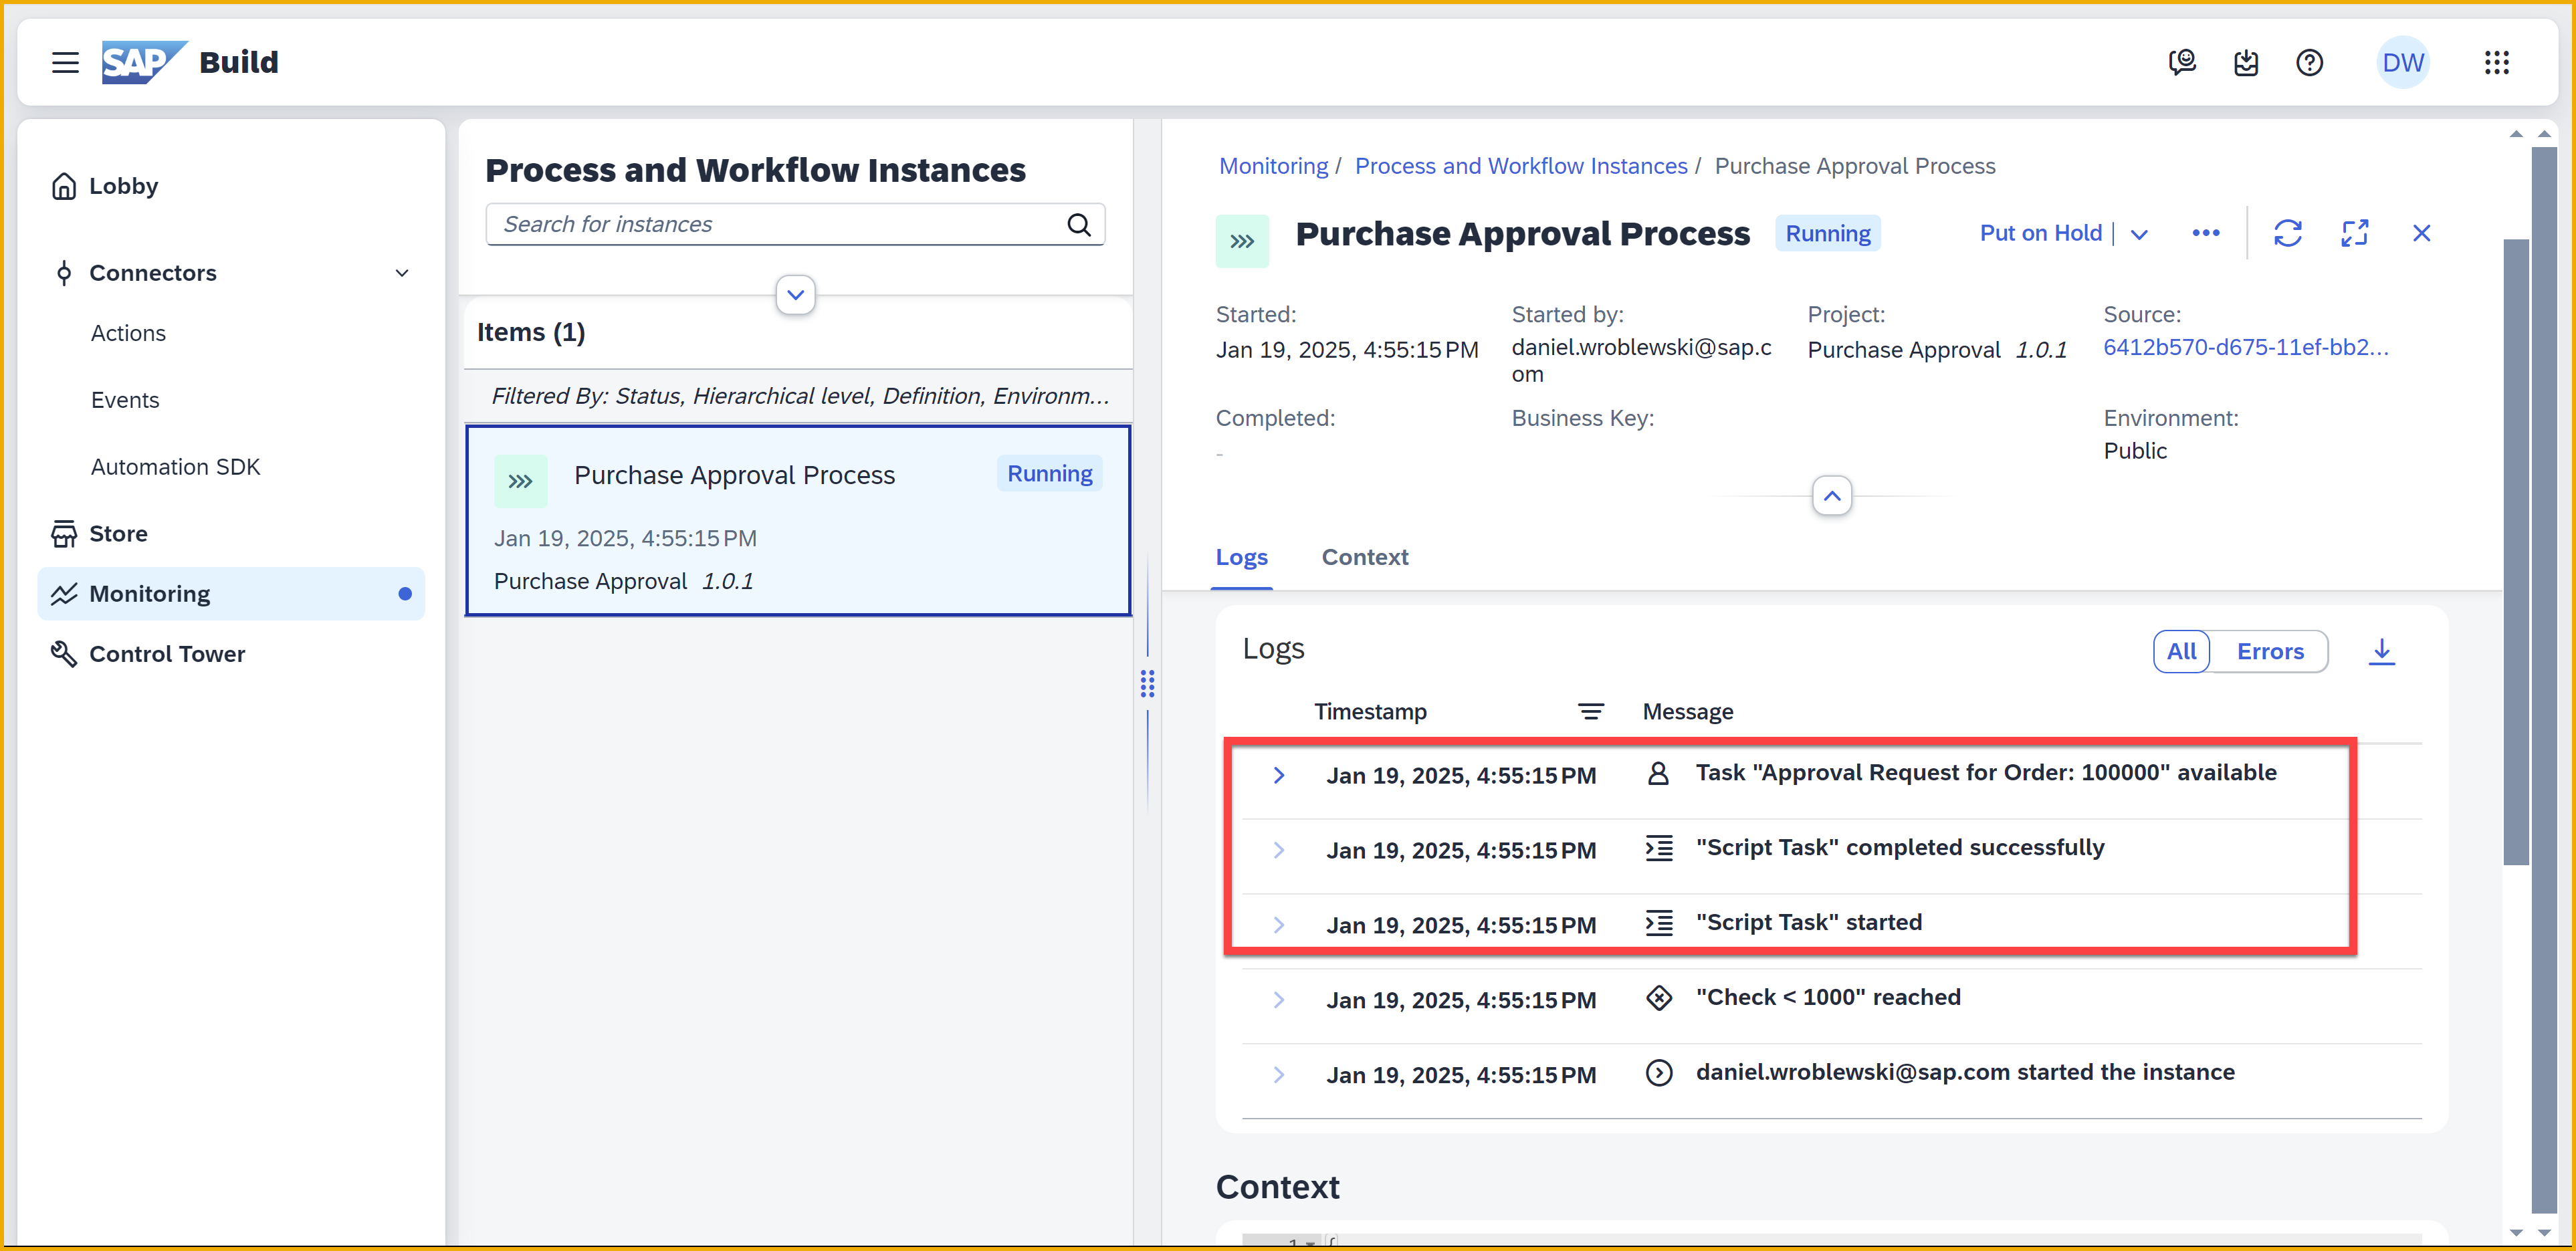 SAP Build
DW
Lobby
Connectors
Actions
Events
Automation SDK
Store
Monitoring
Control Tower
Process and Workflow Instances
Search for instances
Items (1)
Filtered By: Status, Hierarchical level, Definition, Environm...
Purchase Approval Process Running
Jan 19, 2025, 4:55:15 PM
Purchase Approval 1.0.1
Monitoring / Process and Workflow Instances / Purchase Approval Process
Purchase Approval Process Running Put on Hold
Started:
Jan 19, 2025, 4:55:15 PM
Started by:
daniel.wroblewski@sap.c
om
Project:
Purchase Approval 1.0.1
Source:
6412b570-d675-11ef-bb2...
Completed:
-
Business Key:
Environment:
Public
Logs Context
Logs All Errors
Timestamp Message
Jan 19, 2025, 4:55:15 PM Task "Approval Request for Order: 100000" available
Jan 19, 2025, 4:55:15 PM "Script Task" completed successfully
Jan 19, 2025, 4:55:15 PM "Script Task" started
Jan 19, 2025, 4:55:15 PM "Check < 1000" reached
Jan 19, 2025, 4:55:15 PM daniel.wroblewski@sap.com started the instance
Context